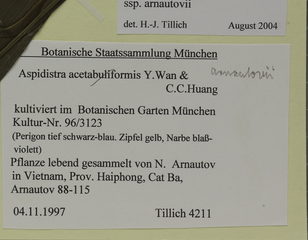 ssp. arnautovii
det. H.-J. Tillich August 2004
Botanische Staatssammlung München
Aspidistra acetabuliformis Y.Wan & arnautovii
C.C.Huang
kultiviert im Botanischen Garten München
Kultur-Nr. 96/3123
(Perigon tief schwarz-blau. Zipfel gelb, Narbe blaß-
violett)
Pflanze lebend gesammelt von N. Arnautov
in Vietnam, Prov. Haiphong, Cat Ba,
Arnautov 88-115
04.11.1997 Tillich 4211